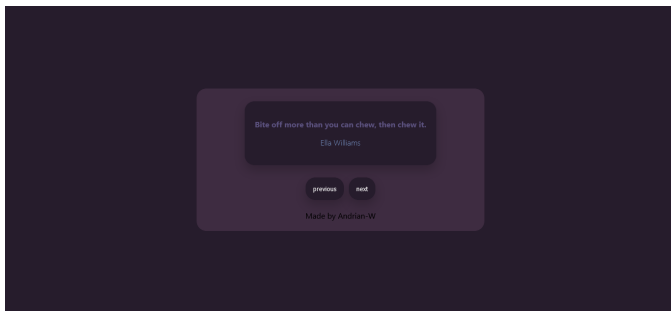 Bite off more than you can chew, then chew it.
Ella Williams
previous next
Made by Andrian-W